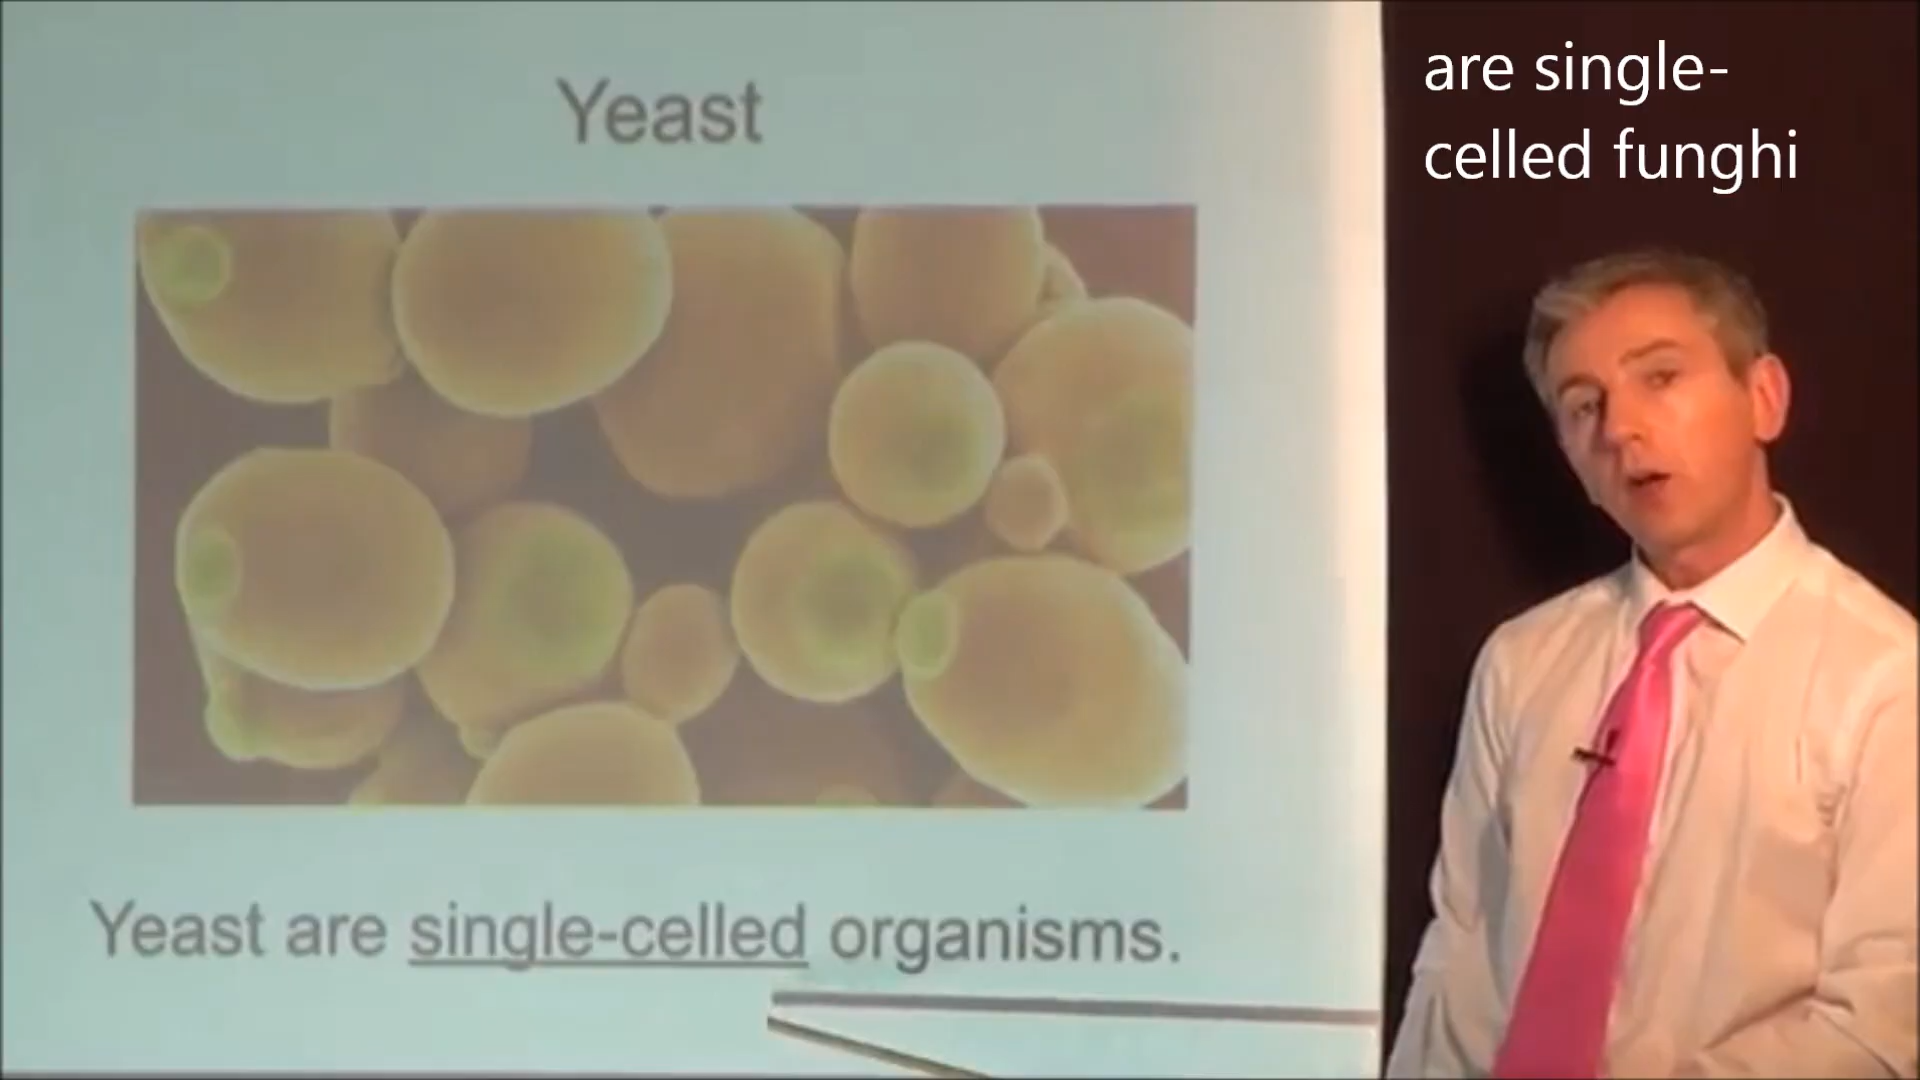 Yeast
Yeast are single-celled organisms.
are single-
celled funghi